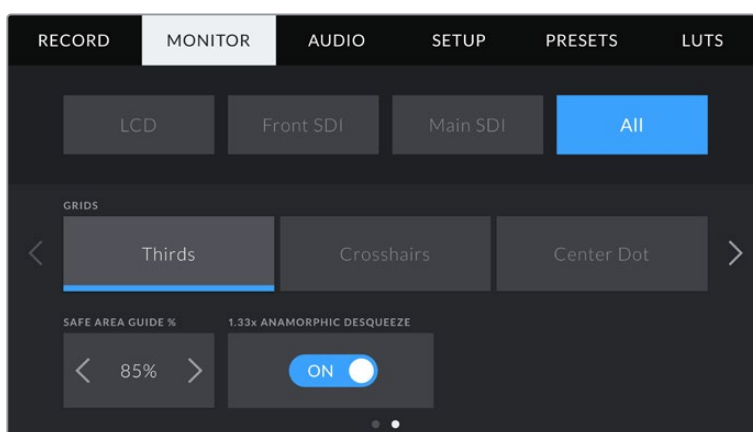 RECORD MONITOR AUDIO SETUP PRESETS LUTS
LCD Front SDI Main SDI All
GRIDS
Thirds Crosshairs Center Dot
SAFE AREA GUIDE % 1.33x ANAMORPHIC DESQUEEZE
85% ON